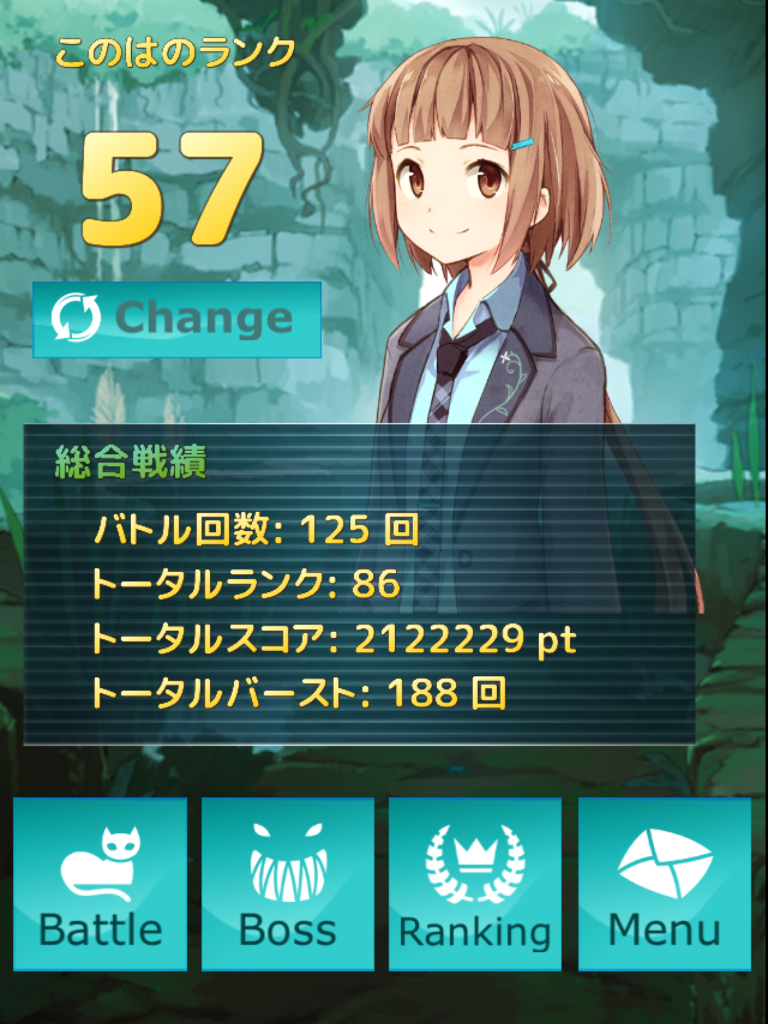 このはのランク
57
Change
総合戦績
バトル回数: 125 回
トータルランク: 86
トータルスコア: 2122229 pt
トータルバースト: 188 回
Battle
Boss
Ranking
Menu